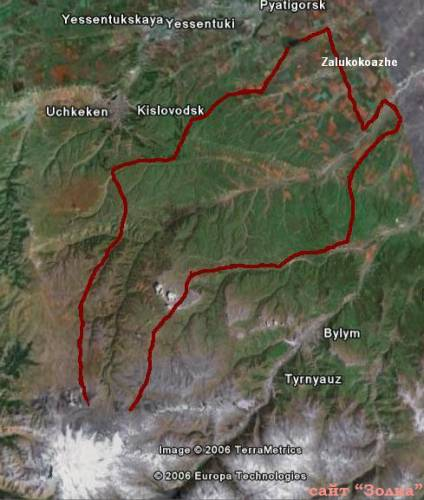 Pyatigorsk
Yessentukskaya
Yessentuki
Zalukokoazhe
Uchkeken
Kislovodsk
Bylym
Tyrnyauz
Image © 2006 TerraMetrics
© 2006 Europa Technologies
сайт "Золка"